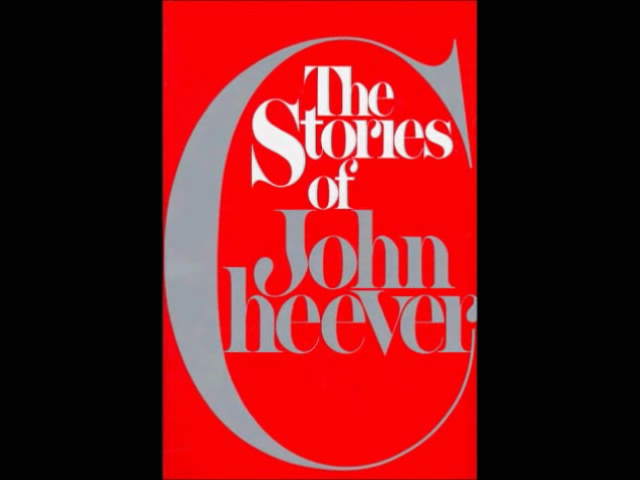 The
Stories
of
John
Cheever